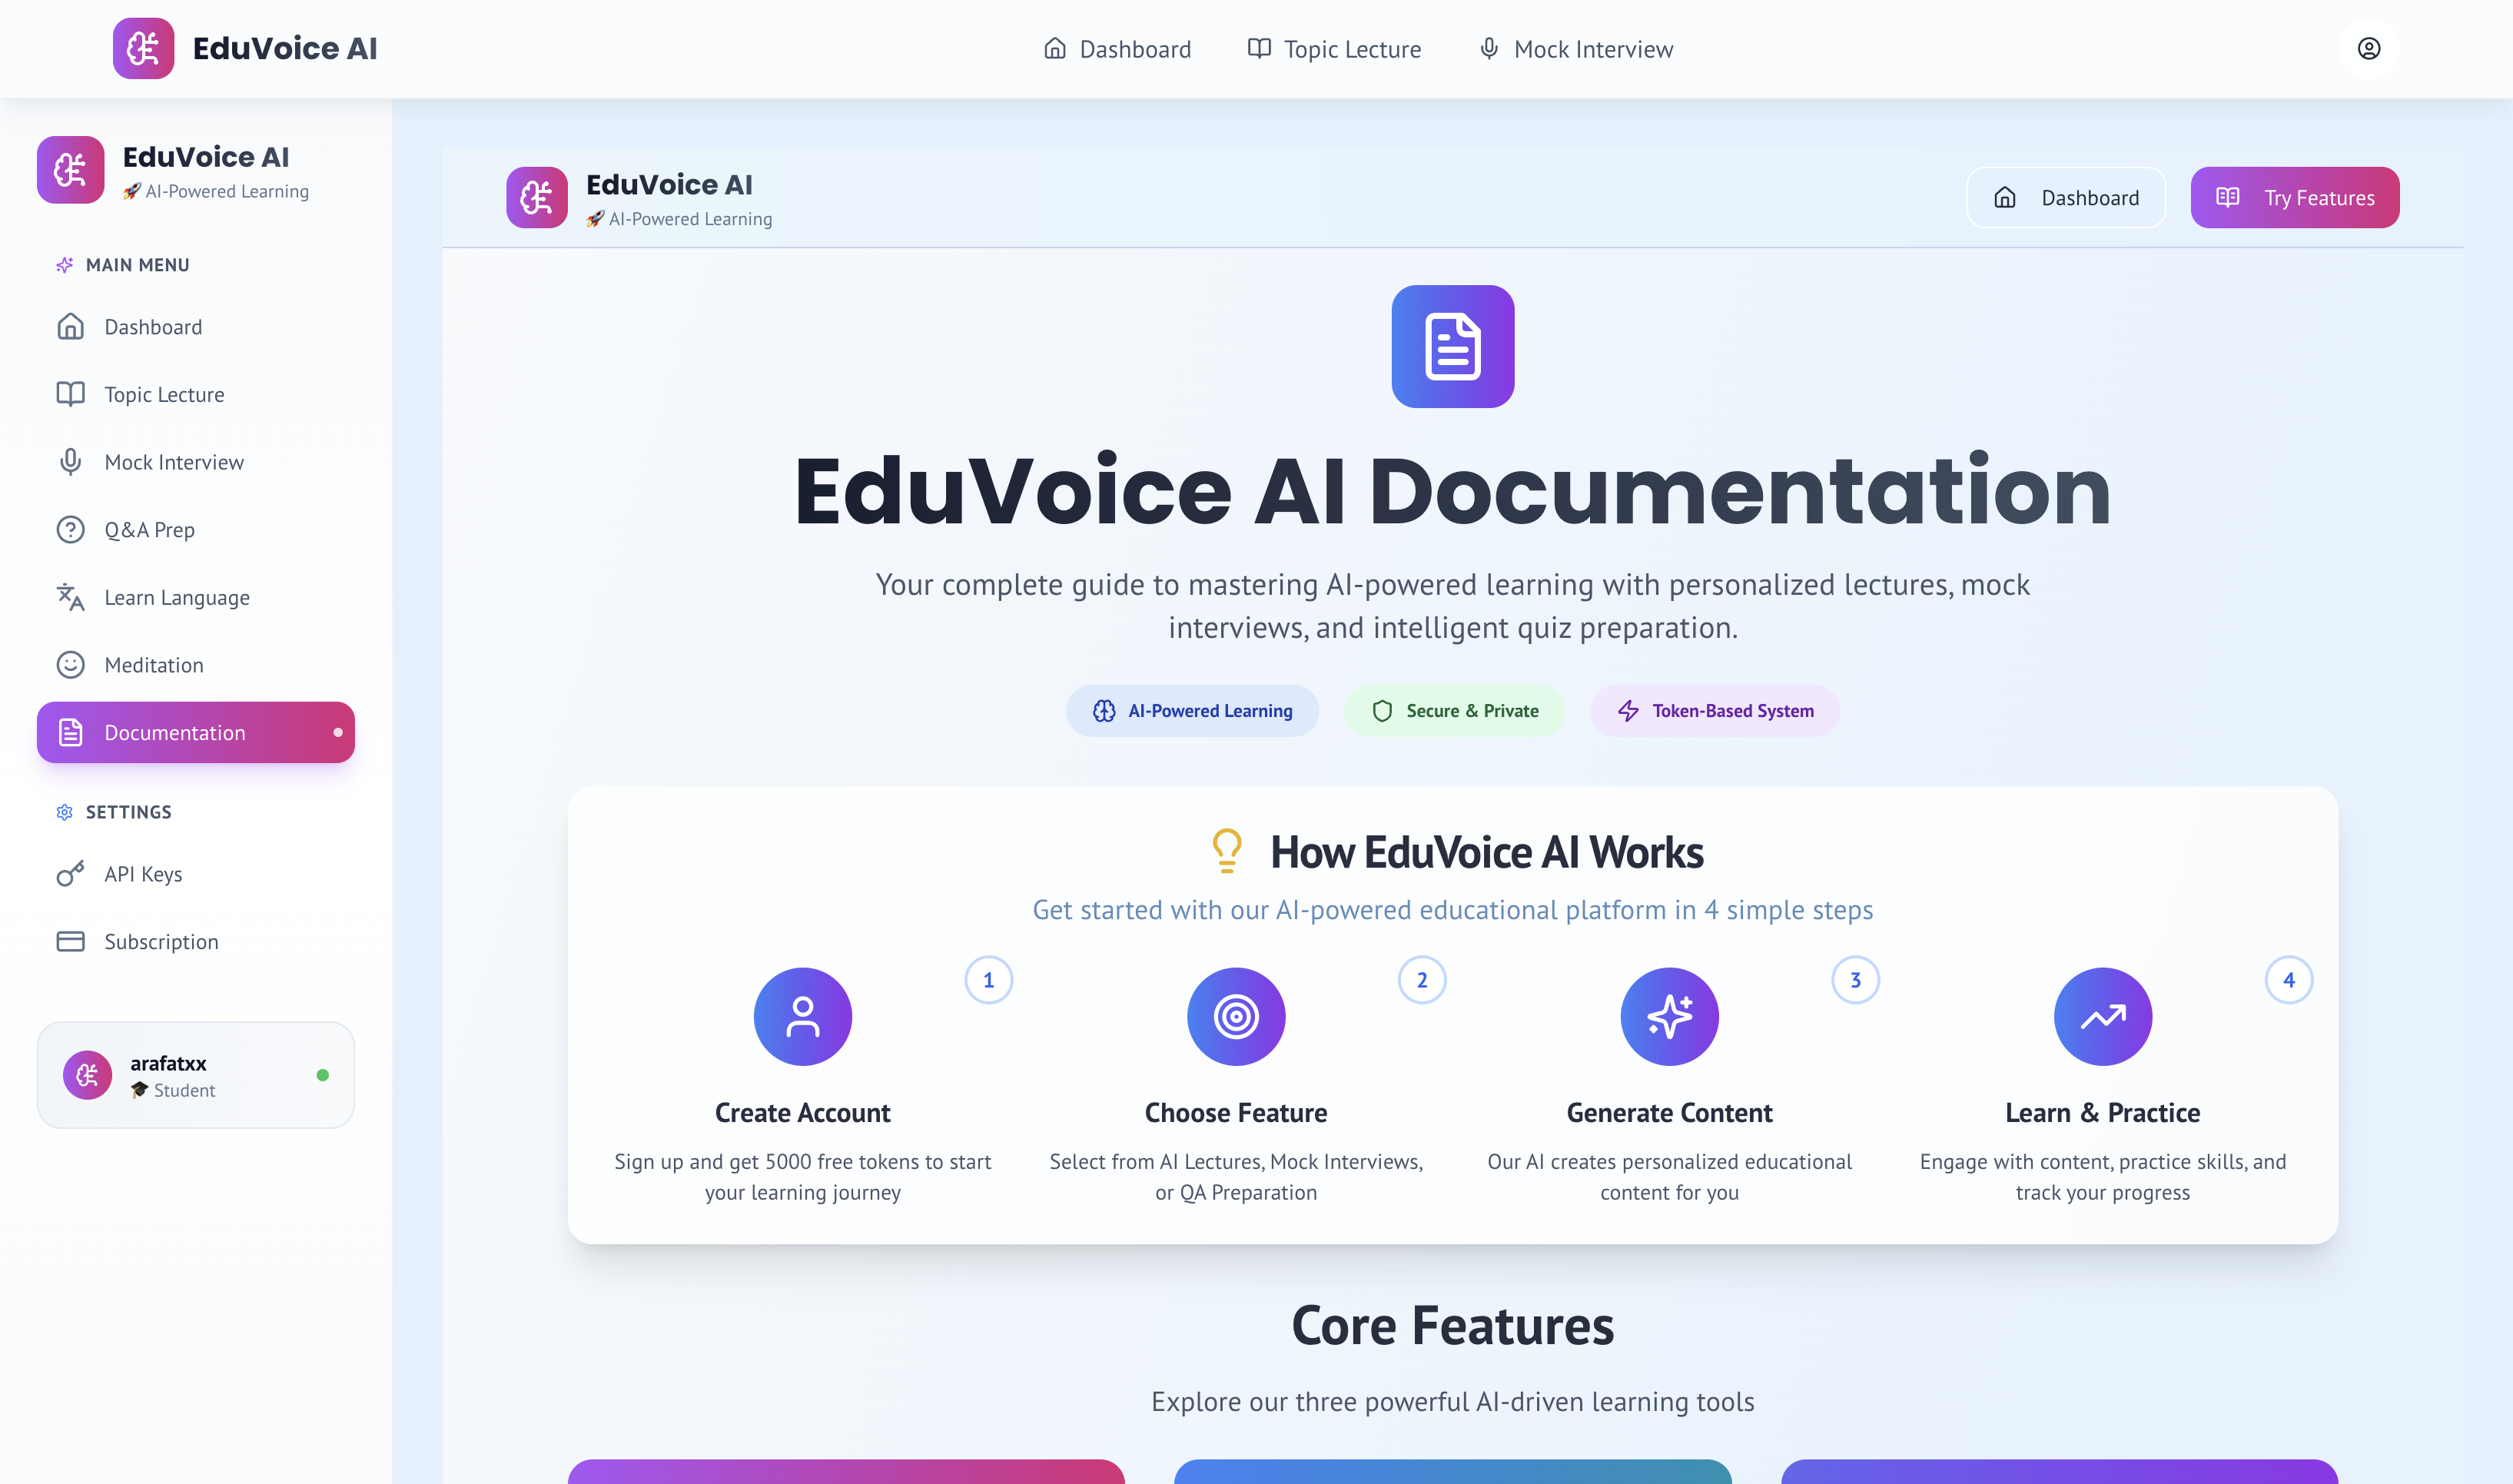 EduVoice AI
Dashboard
Topic Lecture
Mock Interview
EduVoice AI
🚀 AI-Powered Learning
MAIN MENU
Dashboard
Topic Lecture
Mock Interview
Q&A Prep
Learn Language
Meditation
Documentation
SETTINGS
API Keys
Subscription
arafatxx
🎓 Student
EduVoice AI
🚀 AI-Powered Learning
Dashboard
Try Features
EduVoice AI Documentation
Your complete guide to mastering AI-powered learning with personalized lectures, mock
interviews, and intelligent quiz preparation.
AI-Powered Learning
Secure & Private
Token-Based System
How EduVoice AI Works
Get started with our AI-powered educational platform in 4 simple steps
1
Create Account
Sign up and get 5000 free tokens to start
your learning journey
2
Choose Feature
Select from AI Lectures, Mock Interviews,
or QA Preparation
3
Generate Content
Our AI creates personalized educational
content for you
4
Learn & Practice
Engage with content, practice skills, and
track your progress
Core Features
Explore our three powerful AI-driven learning tools